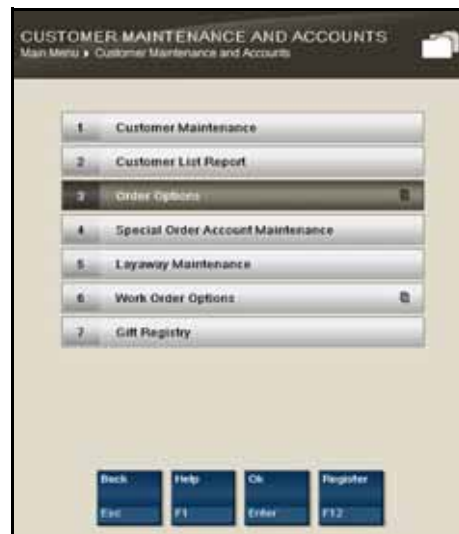 CUSTOMER MAINTENANCE AND ACCOUNTS
Main Menu ▸ Customer Maintenance and Accounts
1 Customer Maintenance
2 Customer List Report
3 Order Options
4 Special Order Account Maintenance
5 Layaway Maintenance
6 Work Order Options
7 Gift Registry
Back Help Ok Register
Esc F1 Enter F12